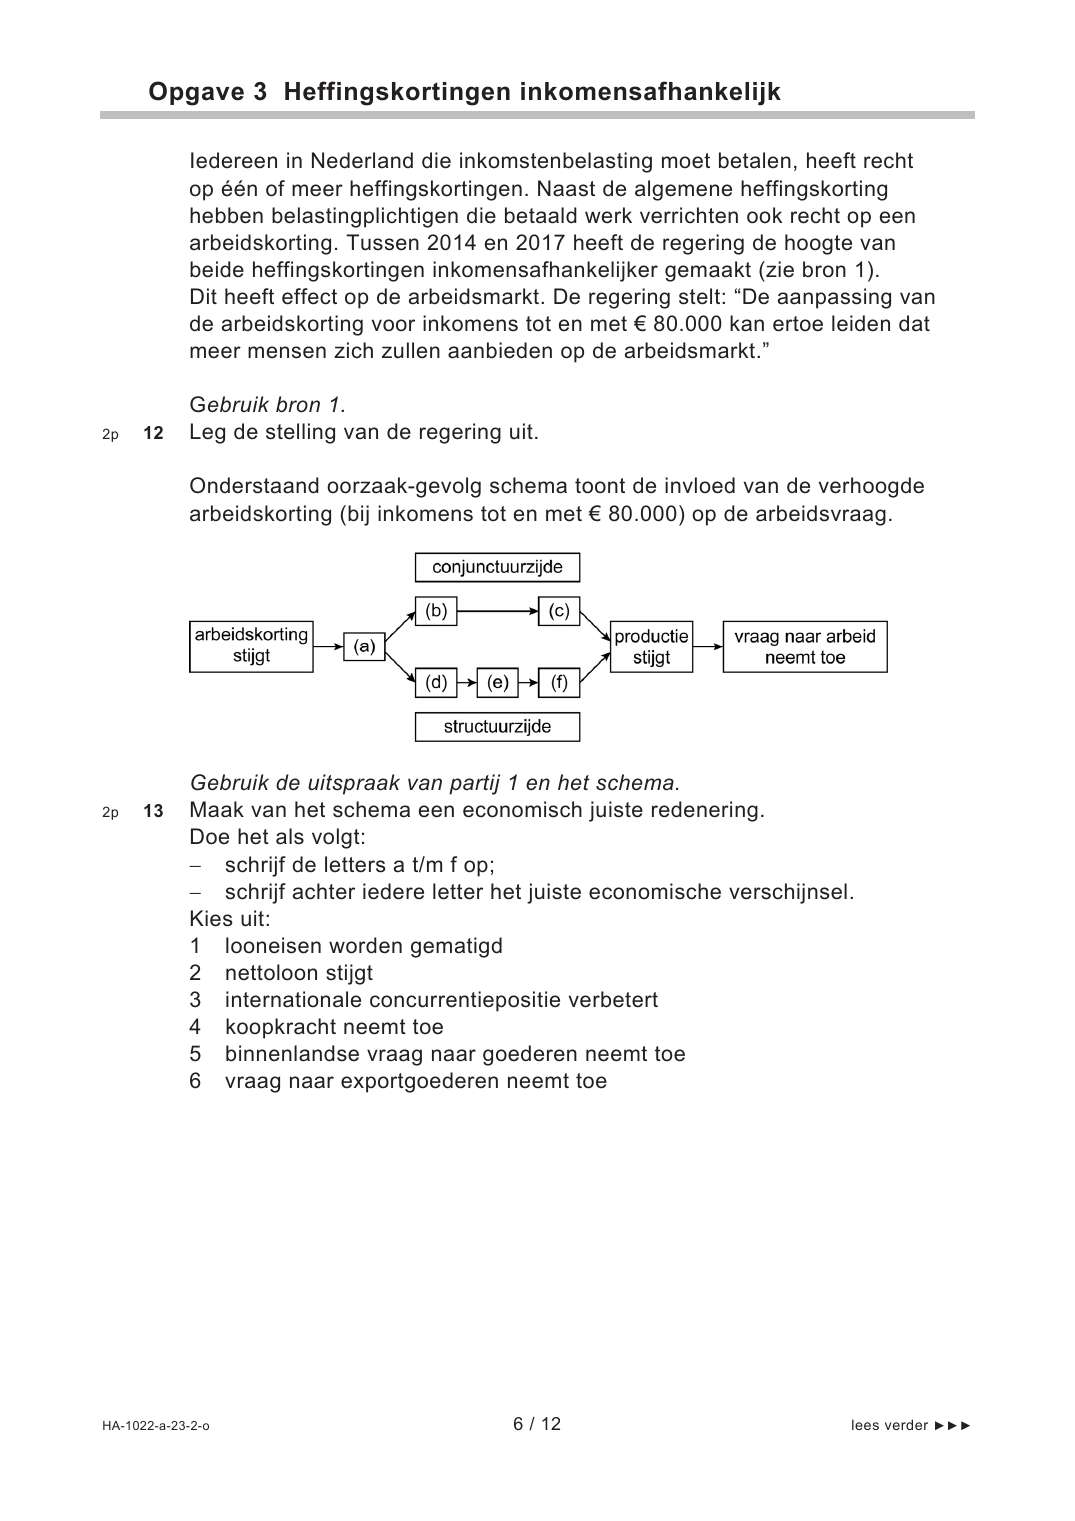 Opgave 3 Heffingskortingen inkomensafhankelijk
Iedereen in Nederland die inkomstenbelasting moet betalen, heeft recht
op één of meer heffingskortingen. Naast de algemene heffingskorting
hebben belastingplichtigen die betaald werk verrichten ook recht op een
arbeidskorting. Tussen 2014 en 2017 heeft de regering de hoogte van
beide heffingskortingen inkomensafhankelijker gemaakt (zie bron 1).
Dit heeft effect op de arbeidsmarkt. De regering stelt: “De aanpassing van
de arbeidskorting voor inkomens tot en met € 80.000 kan ertoe leiden dat
meer mensen zich zullen aanbieden op de arbeidsmarkt.”
Gebruik bron 1.
2p 12 Leg de stelling van de regering uit.
Onderstaand oorzaak-gevolg schema toont de invloed van de verhoogde
arbeidskorting (bij inkomens tot en met € 80.000) op de arbeidsvraag.
conjunctuurzijde
(b) (c)
arbeidskorting
stijgt
(a)
productie
stijgt
vraag naar arbeid
neemt toe
(d) (e) (f)
structuurzijde
Gebruik de uitspraak van partij 1 en het schema.
2p 13 Maak van het schema een economisch juiste redenering.
Doe het als volgt:
– schrijf de letters a t/m f op;
– schrijf achter iedere letter het juiste economische verschijnsel.
Kies uit:
1 looneisen worden gematigd
2 nettoloon stijgt
3 internationale concurrentiepositie verbetert
4 koopkracht neemt toe
5 binnenlandse vraag naar goederen neemt toe
6 vraag naar exportgoederen neemt toe
HA-1022-a-23-2-o 6 / 12 lees verder ►►►